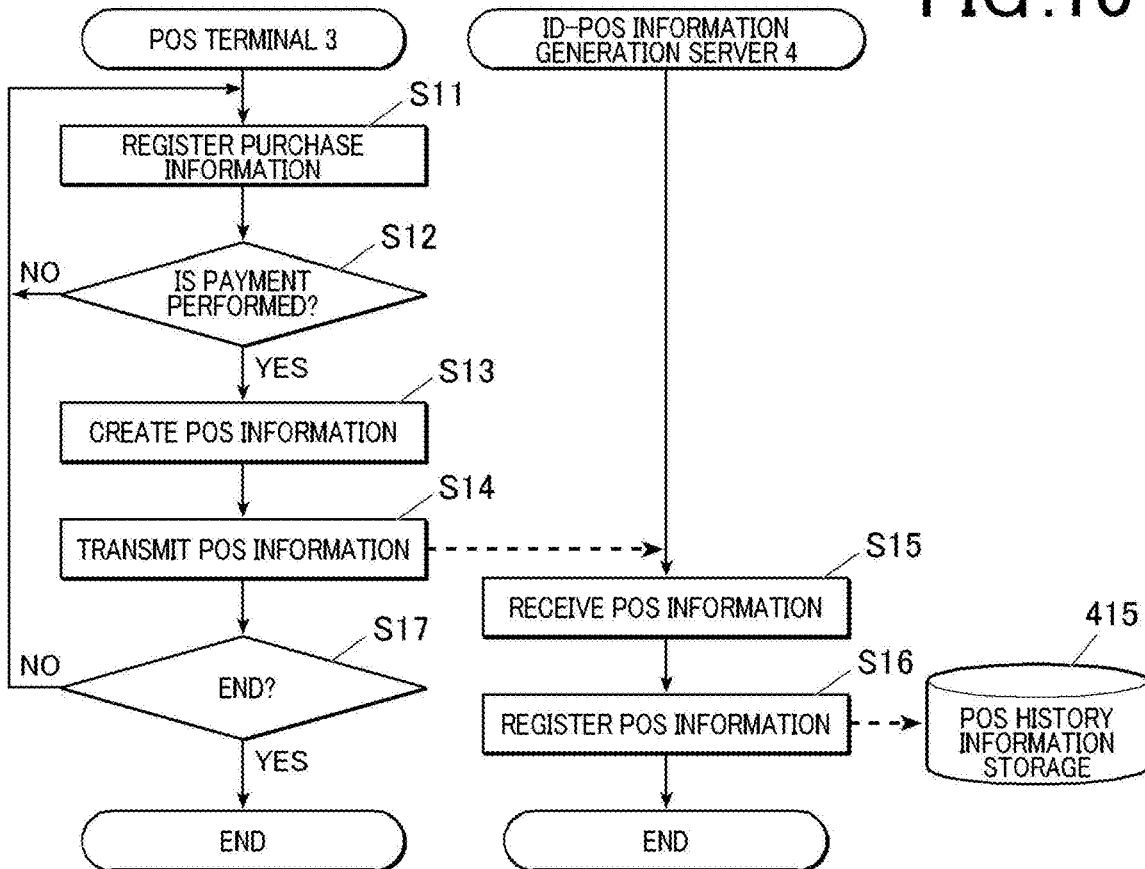 FIG.10
POS TERMINAL 3
ID-POS INFORMATION
GENERATION SERVER 4
S11
REGISTER PURCHASE
INFORMATION
S12
NO
IS PAYMENT
PERFORMED?
YES
S13
CREATE POS INFORMATION
S14
TRANSMIT POS INFORMATION
S15
RECEIVE POS INFORMATION
S17
NO
END?
YES
S16
REGISTER POS INFORMATION
415
POS HISTORY
INFORMATION
STORAGE
END
END